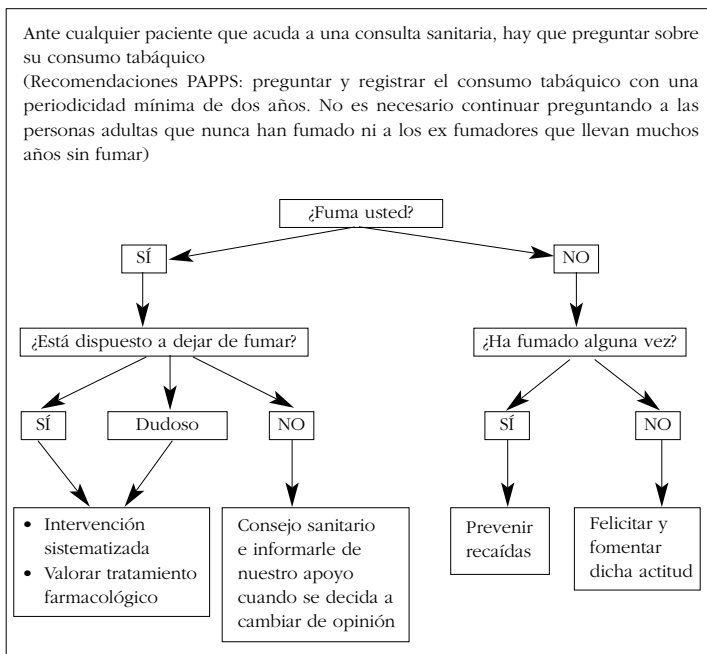 Ante cualquier paciente que acuda a una consulta sanitaria, hay que preguntar sobre
su consumo tabáquico
(Recomendaciones PAPPS: preguntar y registrar el consumo tabáquico con una
periodicidad mínima de dos años. No es necesario continuar preguntando a las
personas adultas que nunca han fumado ni a los ex fumadores que llevan muchos
años sin fumar)
¿Fuma usted?
SÍ
NO
¿Está dispuesto a dejar de fumar?
¿Ha fumado alguna vez?
SÍ
Dudoso
NO
SÍ
NO
• Intervención
sistematizada
• Valorar tratamiento
farmacológico
Consejo sanitario
e informarle de
nuestro apoyo
cuando se decida a
cambiar de opinión
Prevenir
recaídas
Felicitar y
fomentar
dicha actitud